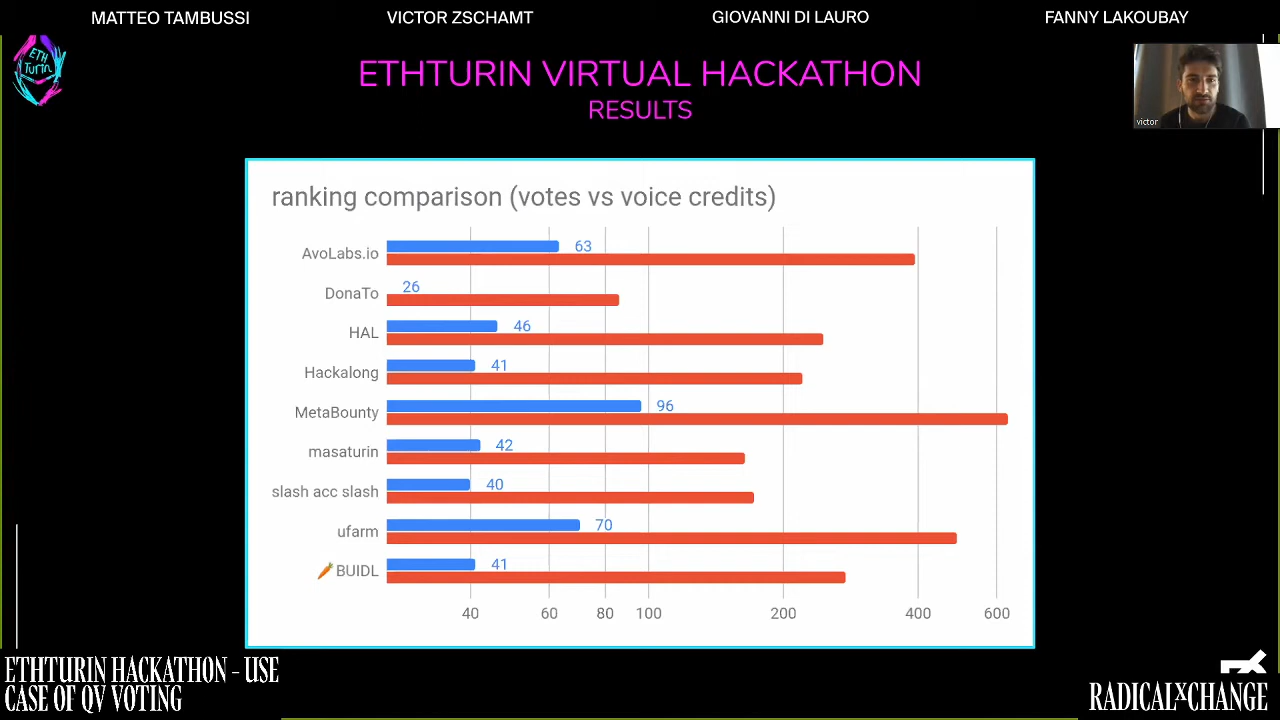 MATTEO TAMBUSSI VICTOR ZSCHAMT GIOVANNI DI LAURO FANNY LAKOUBAY
ETH
Turin
ETHTURIN VIRTUAL HACKATHON
RESULTS
victor
ranking comparison (votes vs voice credits)
AvoLabs.io 63
DonaTo 26
HAL 46
Hackalong 41
MetaBounty 96
masaturin 42
slash acc slash 40
ufarm 70
🥕BUIDL 41
40 60 80 100 200 400 600
ETHTURIN HACKATHON - USE
CASE OF QV VOTING
RADICALXCHANGE